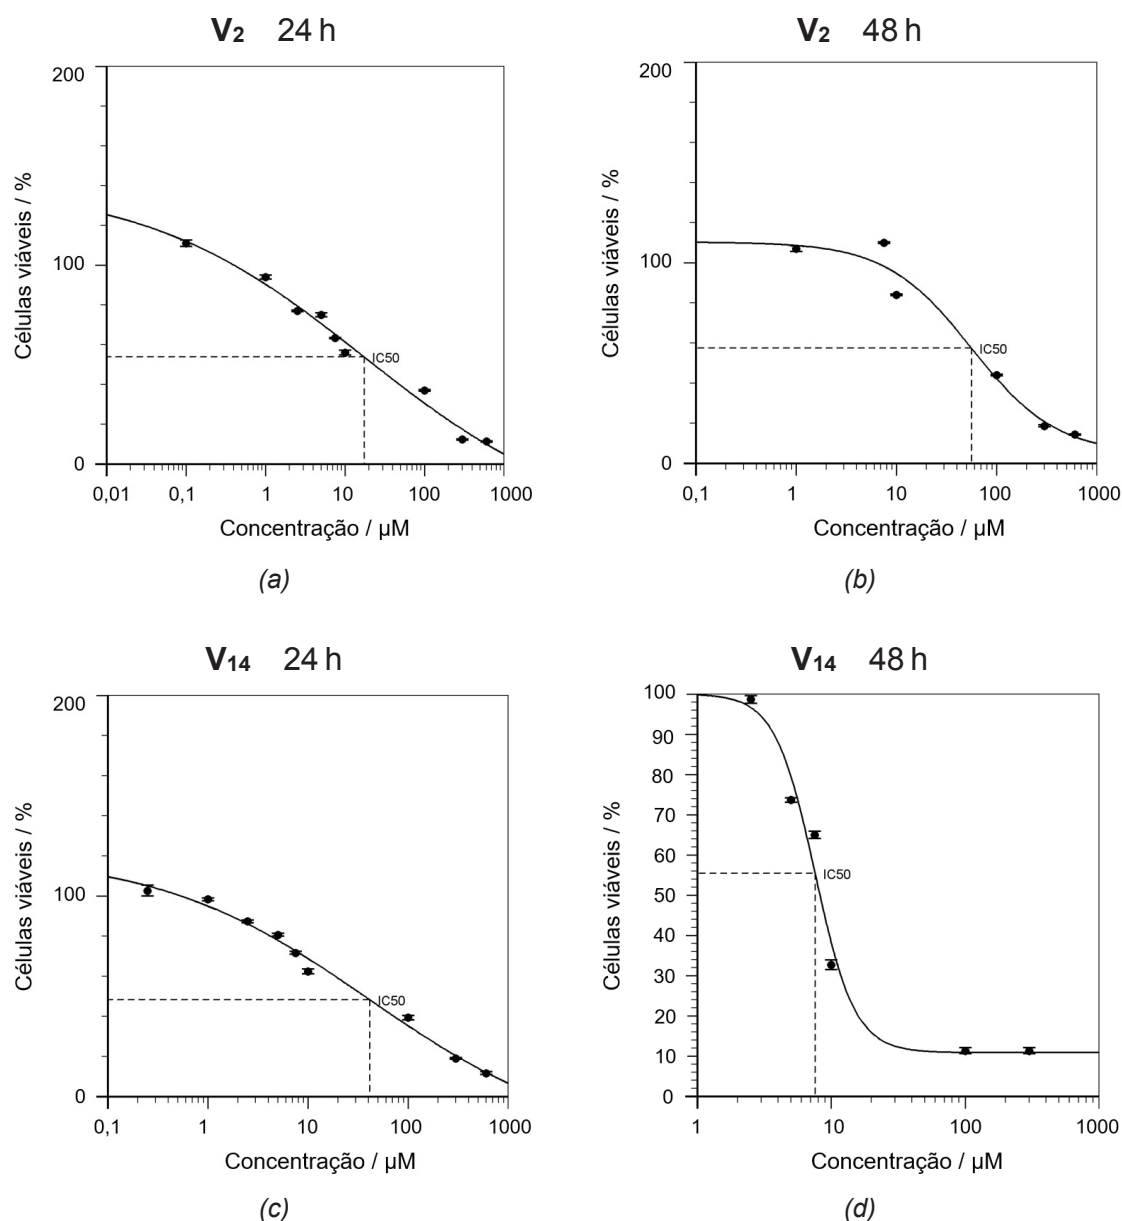 V₂ 24 h
200
100
0
Células viáveis / %
IC50
0,01 0,1 1 10 100 1000
Concentração / µM
(a)
V₂ 48 h
200
100
0
Células viáveis / %
IC50
0,1 1 10 100 1000
Concentração / µM
(b)
V₁₄ 24 h
200
100
0
Células viáveis / %
IC50
0,1 1 10 100 1000
Concentração / µM
(c)
V₁₄ 48 h
100
90
80
70
60
50
40
30
20
10
0
Células viáveis / %
IC50
1 10 100 1000
Concentração / µM
(d)